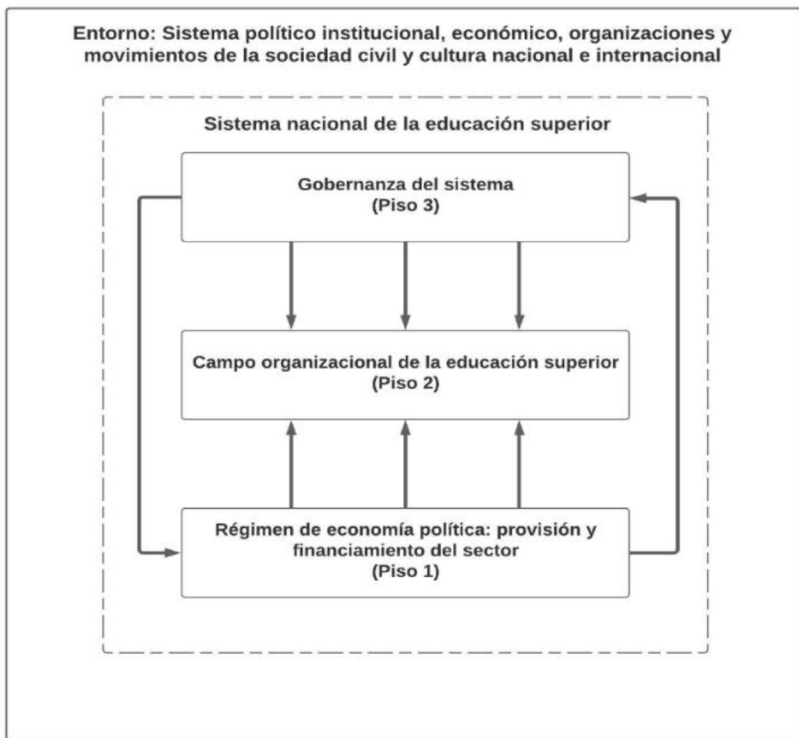 Entorno: Sistema político institucional, económico, organizaciones y
movimientos de la sociedad civil y cultura nacional e internacional
Sistema nacional de la educación superior
Gobernanza del sistema
(Piso 3)
Campo organizacional de la educación superior
(Piso 2)
Régimen de economía política: provisión y
financiamiento del sector
(Piso 1)